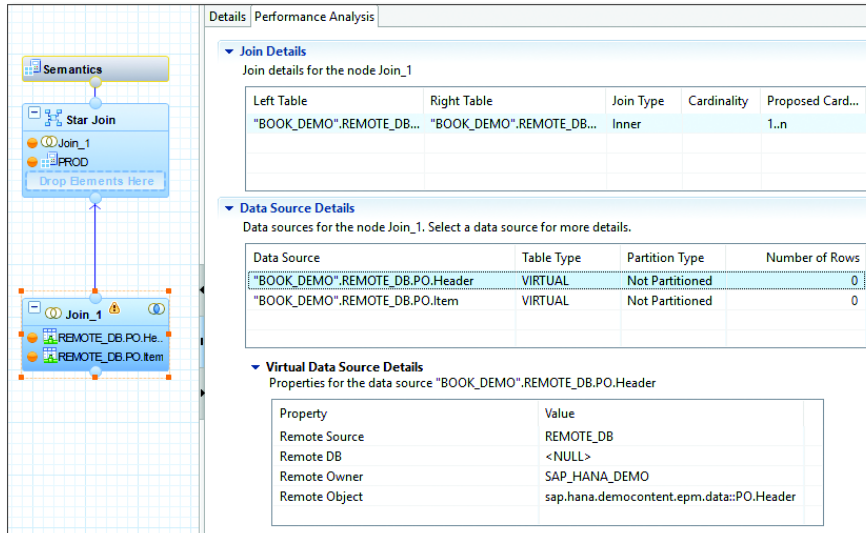 Semantics
Star Join
Join_1
PROD
Drop Elements Here
Join_1
REMOTE_DB.PO.He..
REMOTE_DB.PO.Item
Details Performance Analysis
Join Details
Join details for the node Join_1
Left Table Right Table Join Type Cardinality Proposed Card...
"BOOK_DEMO".REMOTE_DB... "BOOK_DEMO".REMOTE_DB... Inner 1..n
Data Source Details
Data sources for the node Join_1. Select a data source for more details.
Data Source Table Type Partition Type Number of Rows
"BOOK_DEMO".REMOTE_DB.PO.Header VIRTUAL Not Partitioned 0
"BOOK_DEMO".REMOTE_DB.PO.Item VIRTUAL Not Partitioned 0
Virtual Data Source Details
Properties for the data source "BOOK_DEMO".REMOTE_DB.PO.Header
Property Value
Remote Source REMOTE_DB
Remote DB <NULL>
Remote Owner SAP_HANA_DEMO
Remote Object sap.hana.democontent.epm.data::PO.Header